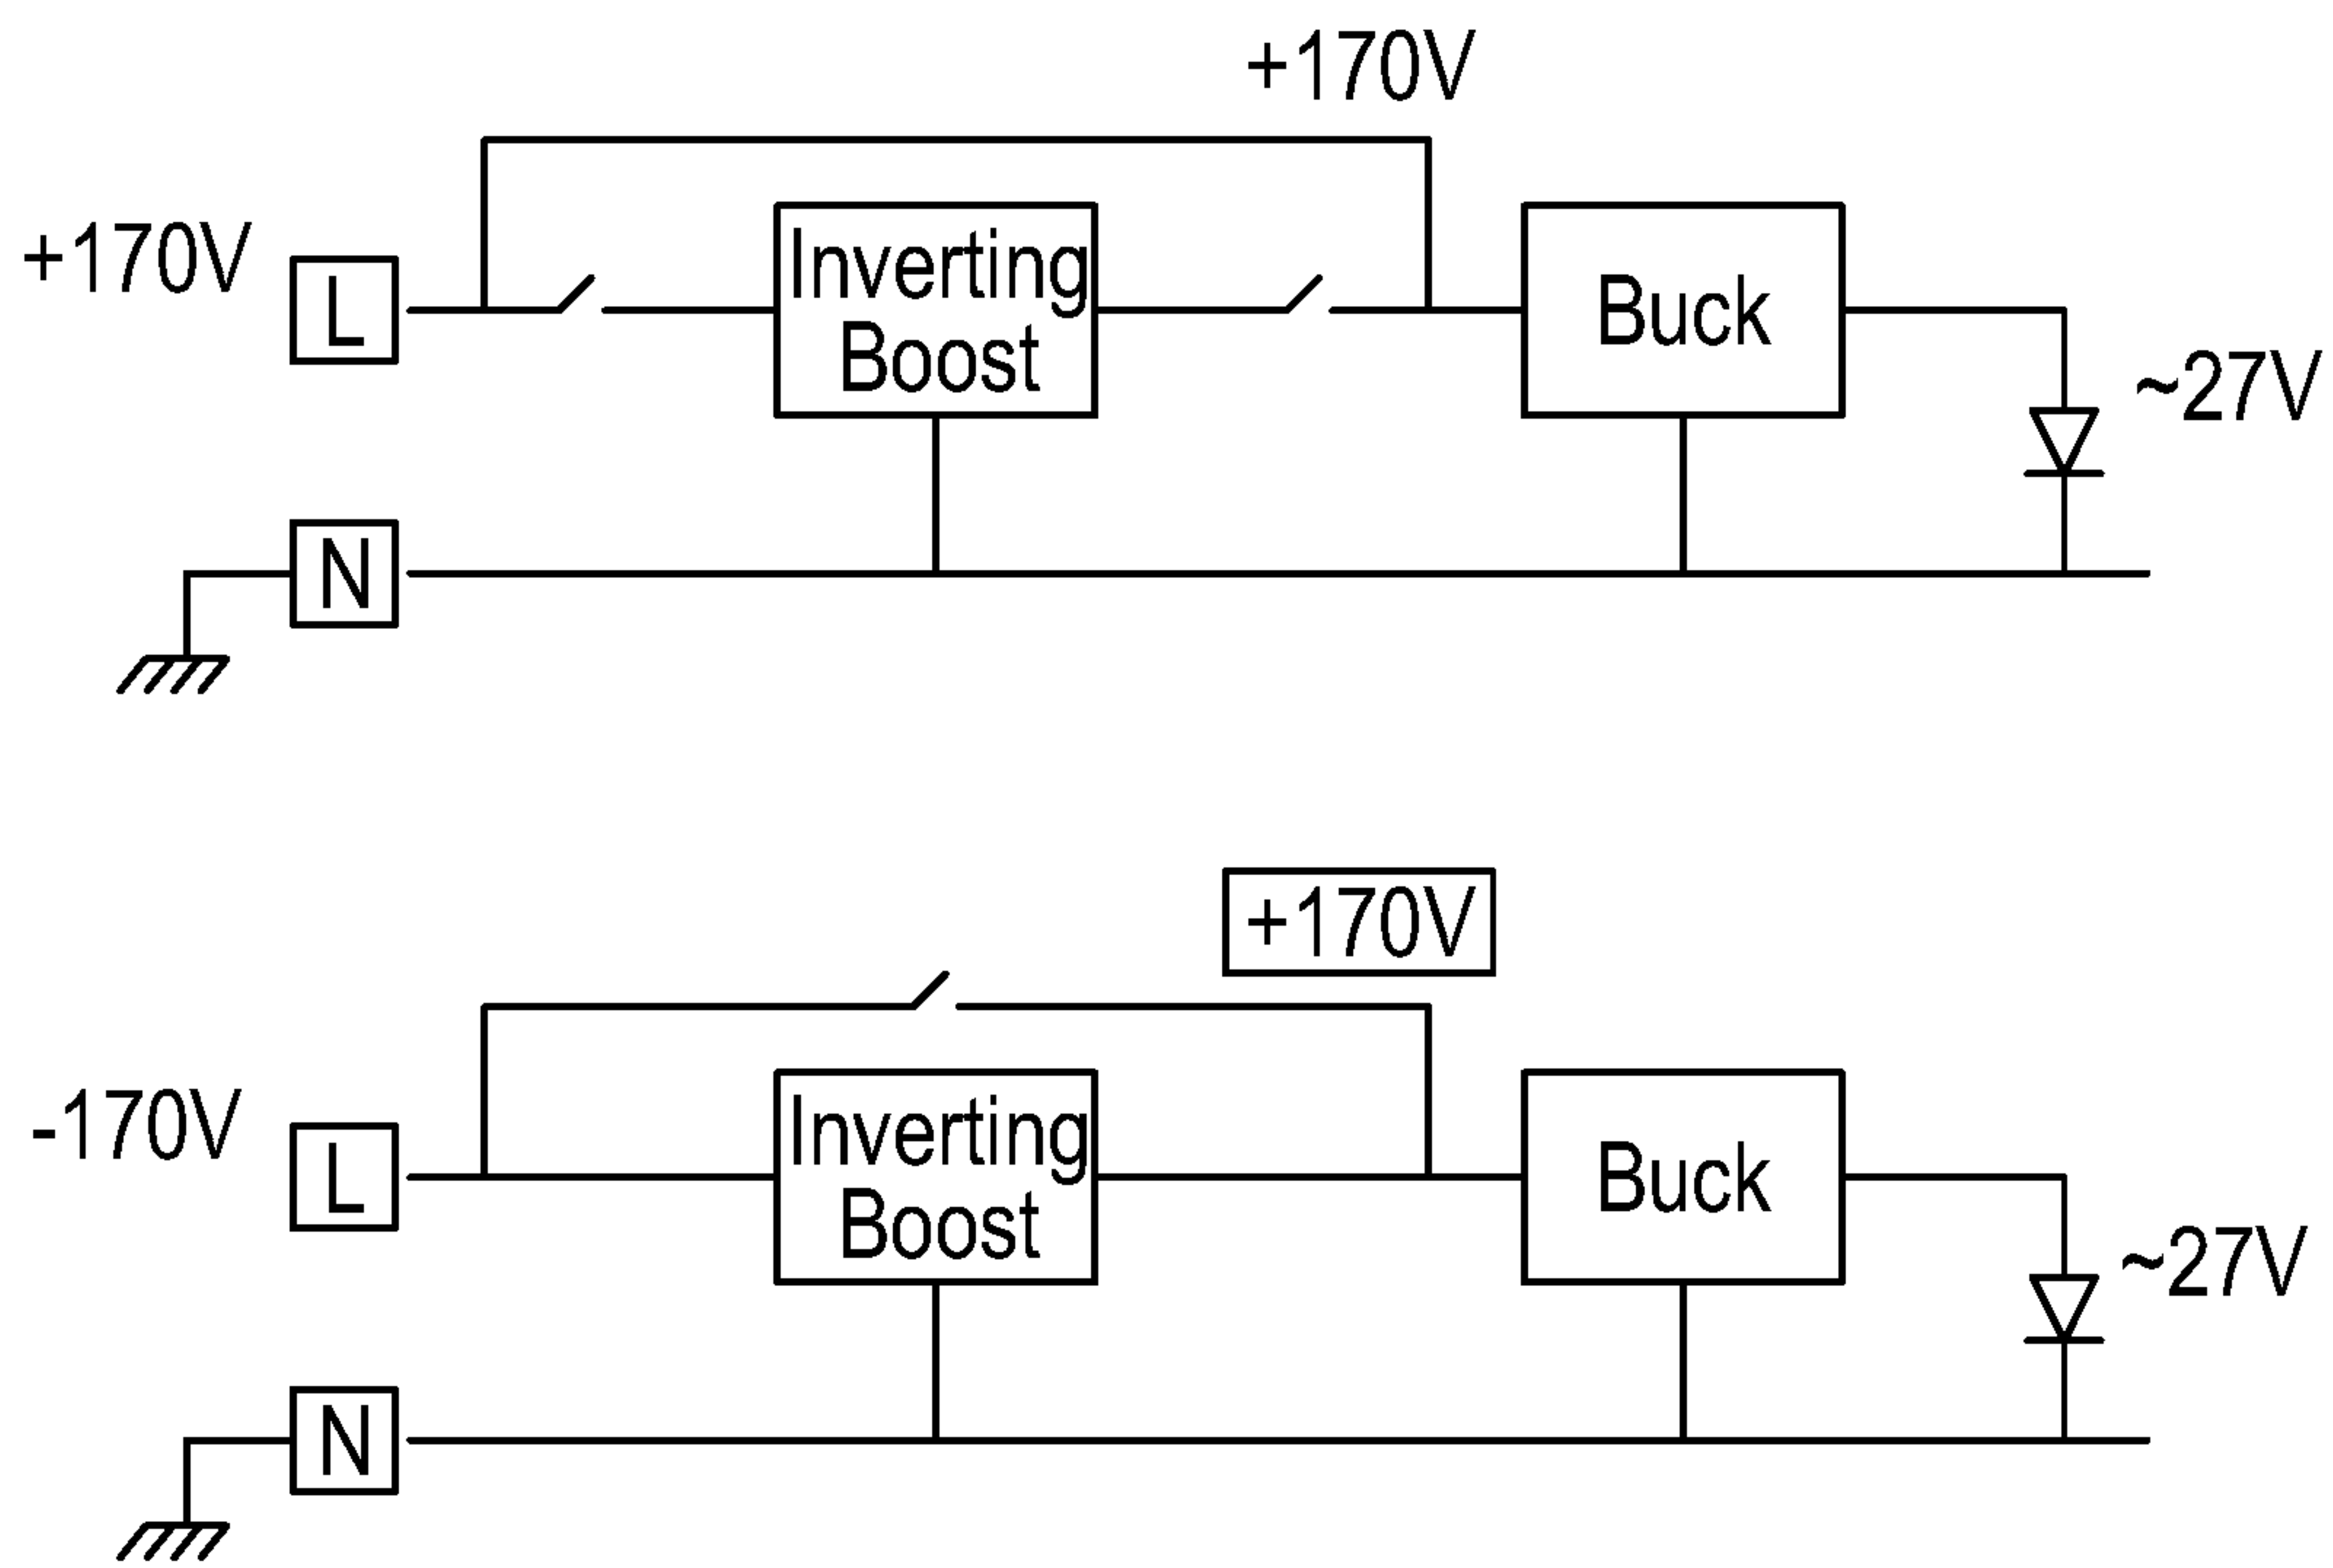 +170V
+170V
L
Inverting
Boost
Buck
~27V
N
+170V
-170V
L
Inverting
Boost
Buck
~27V
N